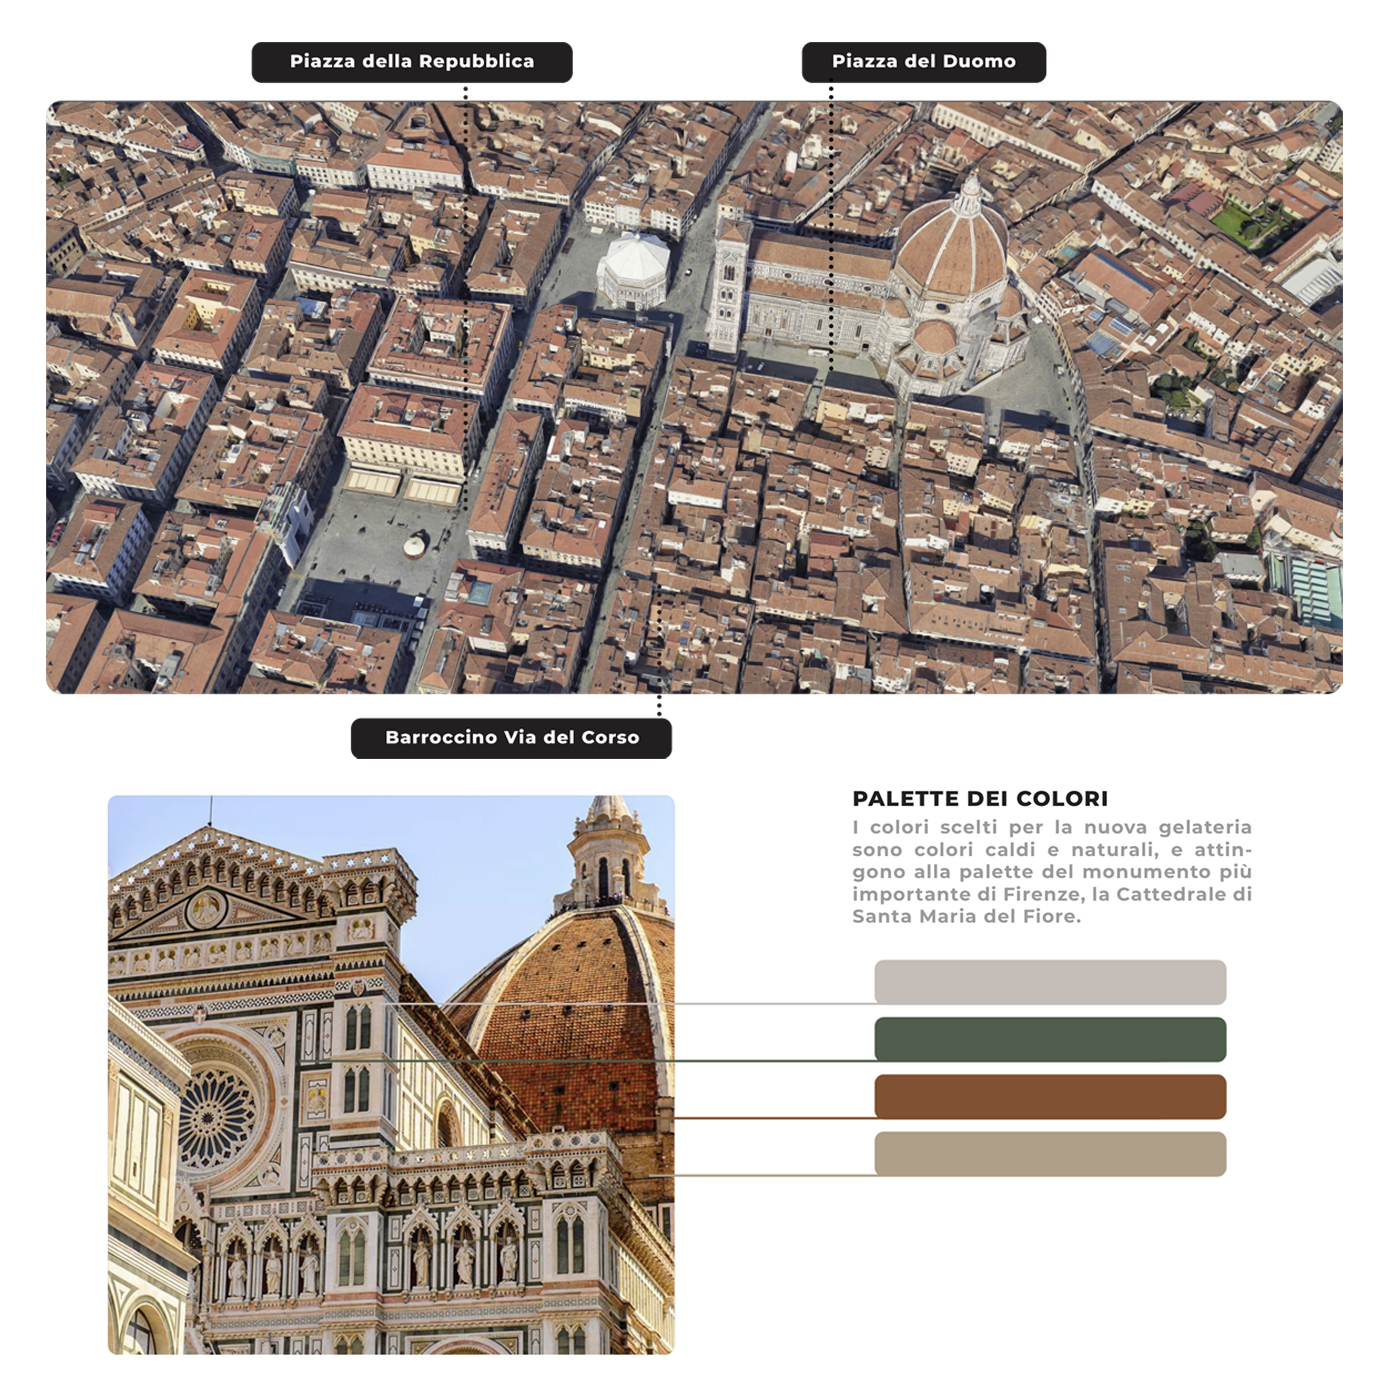 Piazza della Repubblica
Piazza del Duomo
Barroccino Via del Corso
PALETTE DEI COLORI
I colori scelti per la nuova gelateria
sono colori caldi e naturali, e attin-
gono alla palette del monumento più
importante di Firenze, la Cattedrale di
Santa Maria del Fiore.